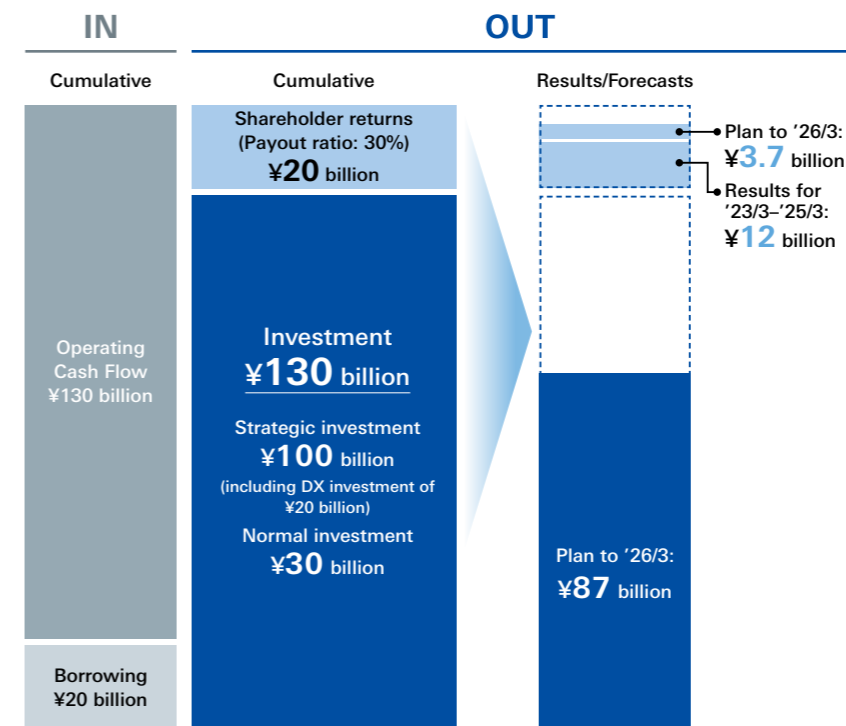 IN
OUT
Cumulative
Cumulative
Results/Forecasts
Operating
Cash Flow
¥130 billion
Borrowing
¥20 billion
Shareholder returns
(Payout ratio: 30%)
¥20 billion
Investment
¥130 billion
Strategic investment
¥100 billion
(including DX investment of
¥20 billion)
Normal investment
¥30 billion
Plan to ’26/3:
¥3.7 billion
Results for
’23/3–’25/3:
¥12 billion
Plan to ’26/3:
¥87 billion